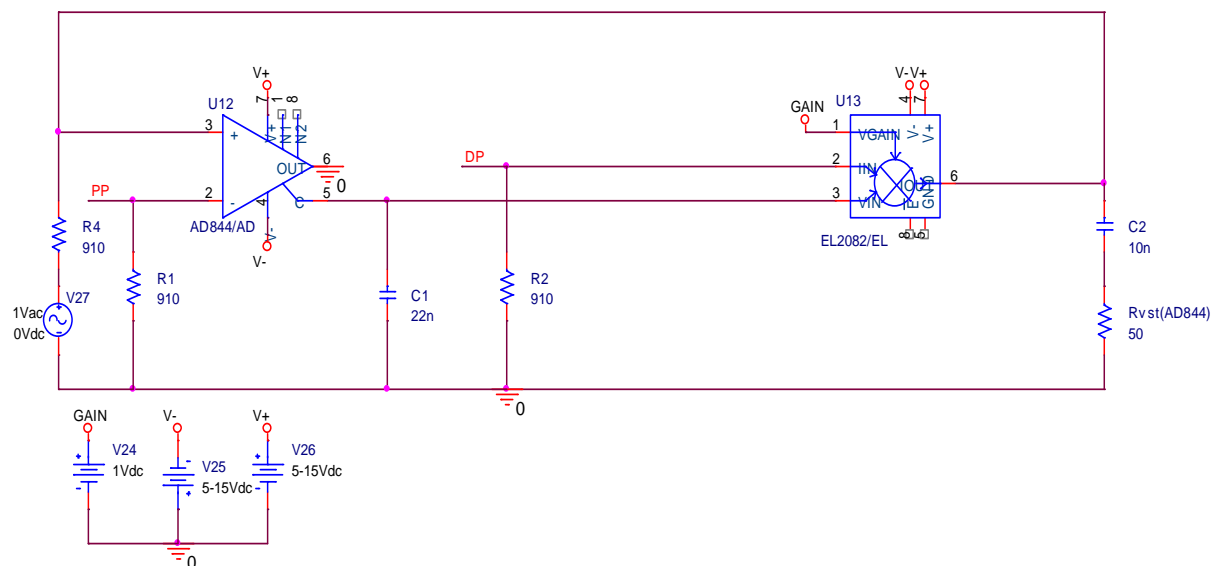 V+
U12
7
1
8
3
+
V+
N1
N2
OUT
6
0
PP
2
-
4
C
5
V-
AD844/AD
V-
R4
910
V27
1Vac
0Vdc
+
-
R1
910
C1
22n
DP
R2
910
0
V-
V+
GAIN
U13
4
7
1
VGAIN
V-
V+
2
IIN
6
3
VIN
E
GND
8
5
EL2082/EL
C2
10n
Rvst(AD844)
50
GAIN
V-
V+
+
V24
1Vdc
-
-
V25
5-15Vdc
+
+
V26
5-15Vdc
-
0